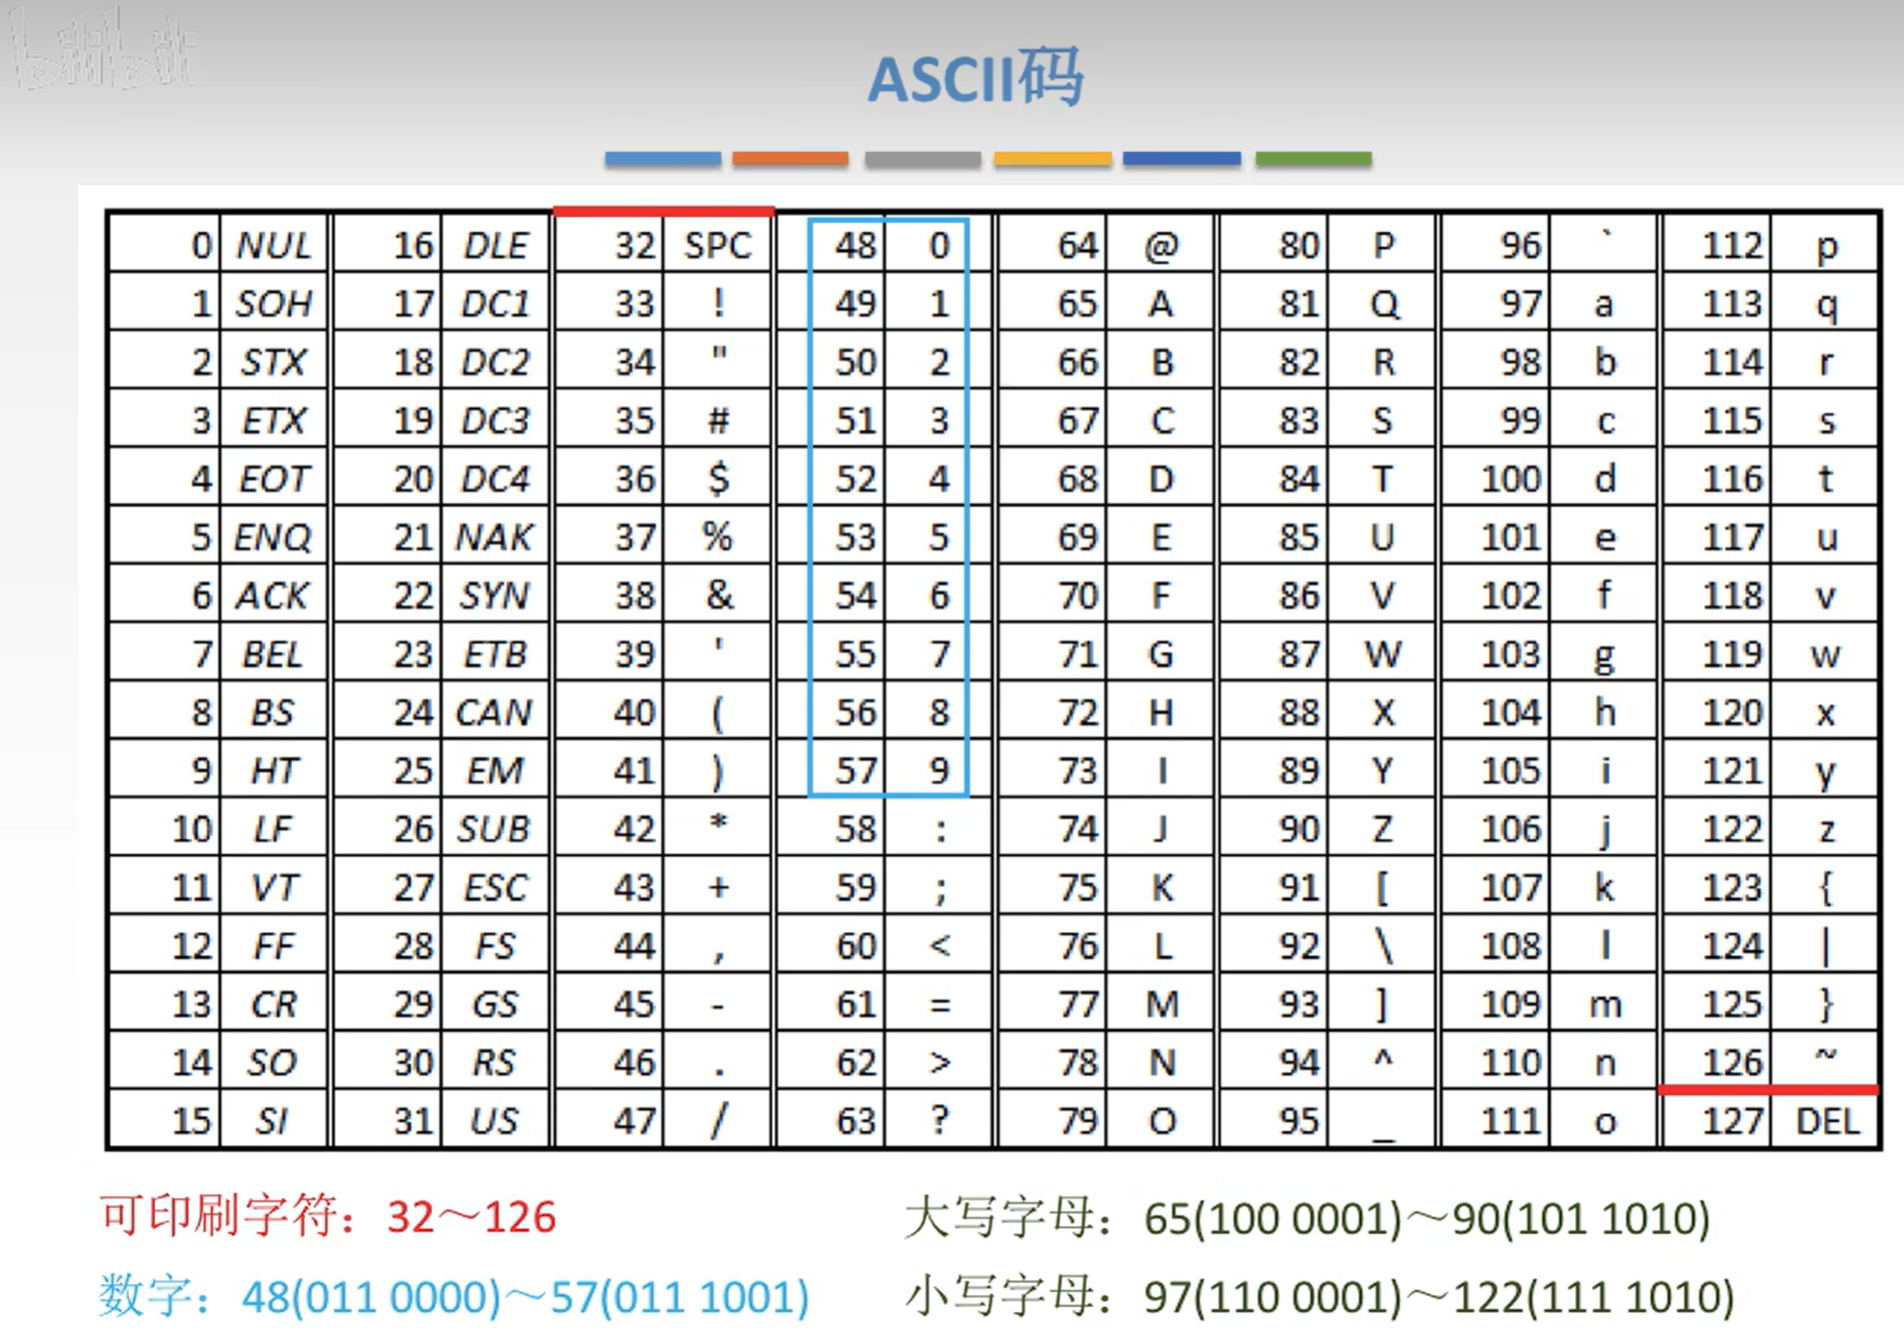 bilibili
ASCII码
0 NUL 16 DLE 32 SPC 48 0 64 @ 80 P 96 ` 112 p
1 SOH 17 DC1 33 ! 49 1 65 A 81 Q 97 a 113 q
2 STX 18 DC2 34 " 50 2 66 B 82 R 98 b 114 r
3 ETX 19 DC3 35 # 51 3 67 C 83 S 99 c 115 s
4 EOT 20 DC4 36 $ 52 4 68 D 84 T 100 d 116 t
5 ENQ 21 NAK 37 % 53 5 69 E 85 U 101 e 117 u
6 ACK 22 SYN 38 & 54 6 70 F 86 V 102 f 118 v
7 BEL 23 ETB 39 ' 55 7 71 G 87 W 103 g 119 w
8 BS 24 CAN 40 ( 56 8 72 H 88 X 104 h 120 x
9 HT 25 EM 41 ) 57 9 73 I 89 Y 105 i 121 y
10 LF 26 SUB 42 * 58 : 74 J 90 Z 106 j 122 z
11 VT 27 ESC 43 + 59 ; 75 K 91 [ 107 k 123 {
12 FF 28 FS 44 , 60 < 76 L 92 \ 108 l 124 |
13 CR 29 GS 45 - 61 = 77 M 93 ] 109 m 125 }
14 SO 30 RS 46 . 62 > 78 N 94 ^ 110 n 126 ~
15 SI 31 US 47 / 63 ? 79 O 95 _ 111 o 127 DEL
可印刷字符：32～126
大写字母：65(100 0001)～90(101 1010)
数字：48(011 0000)～57(011 1001)
小写字母：97(110 0001)～122(111 1010)